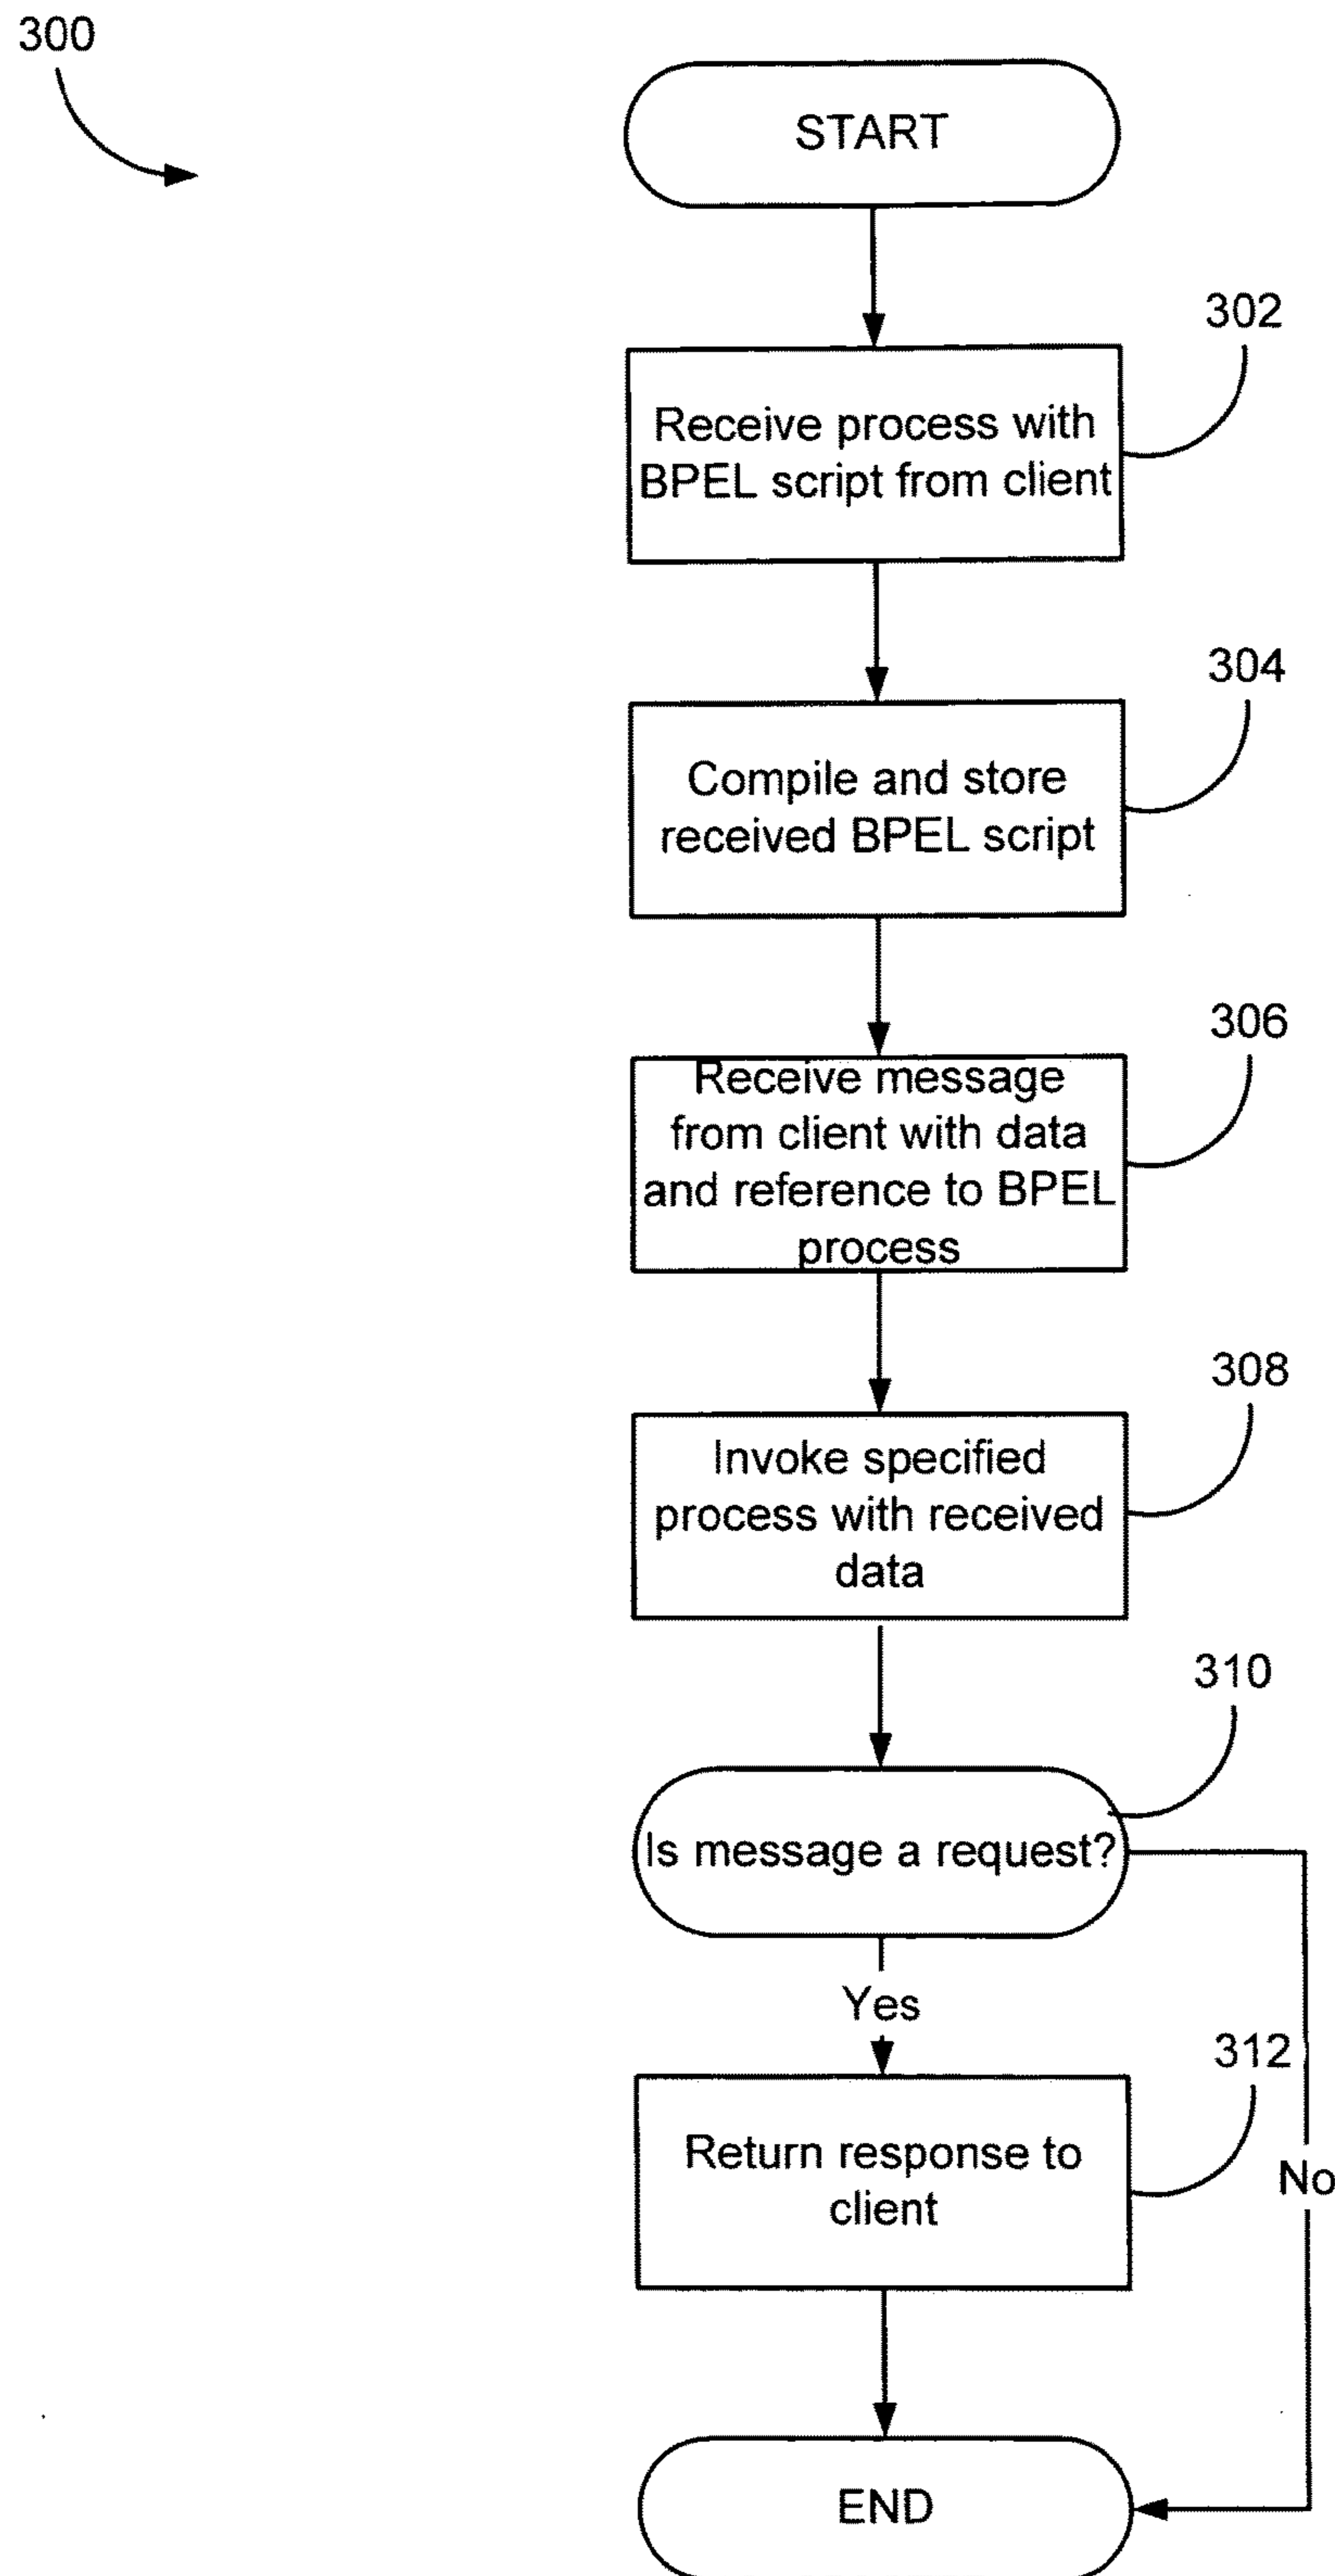 300
START
302
Receive process with
BPEL script from client
304
Compile and store
received BPEL script
306
Receive message
from client with data
and reference to BPEL
process
308
Invoke specified
process with received
data
310
Is message a request?
Yes
312
Return response to
client
No
END